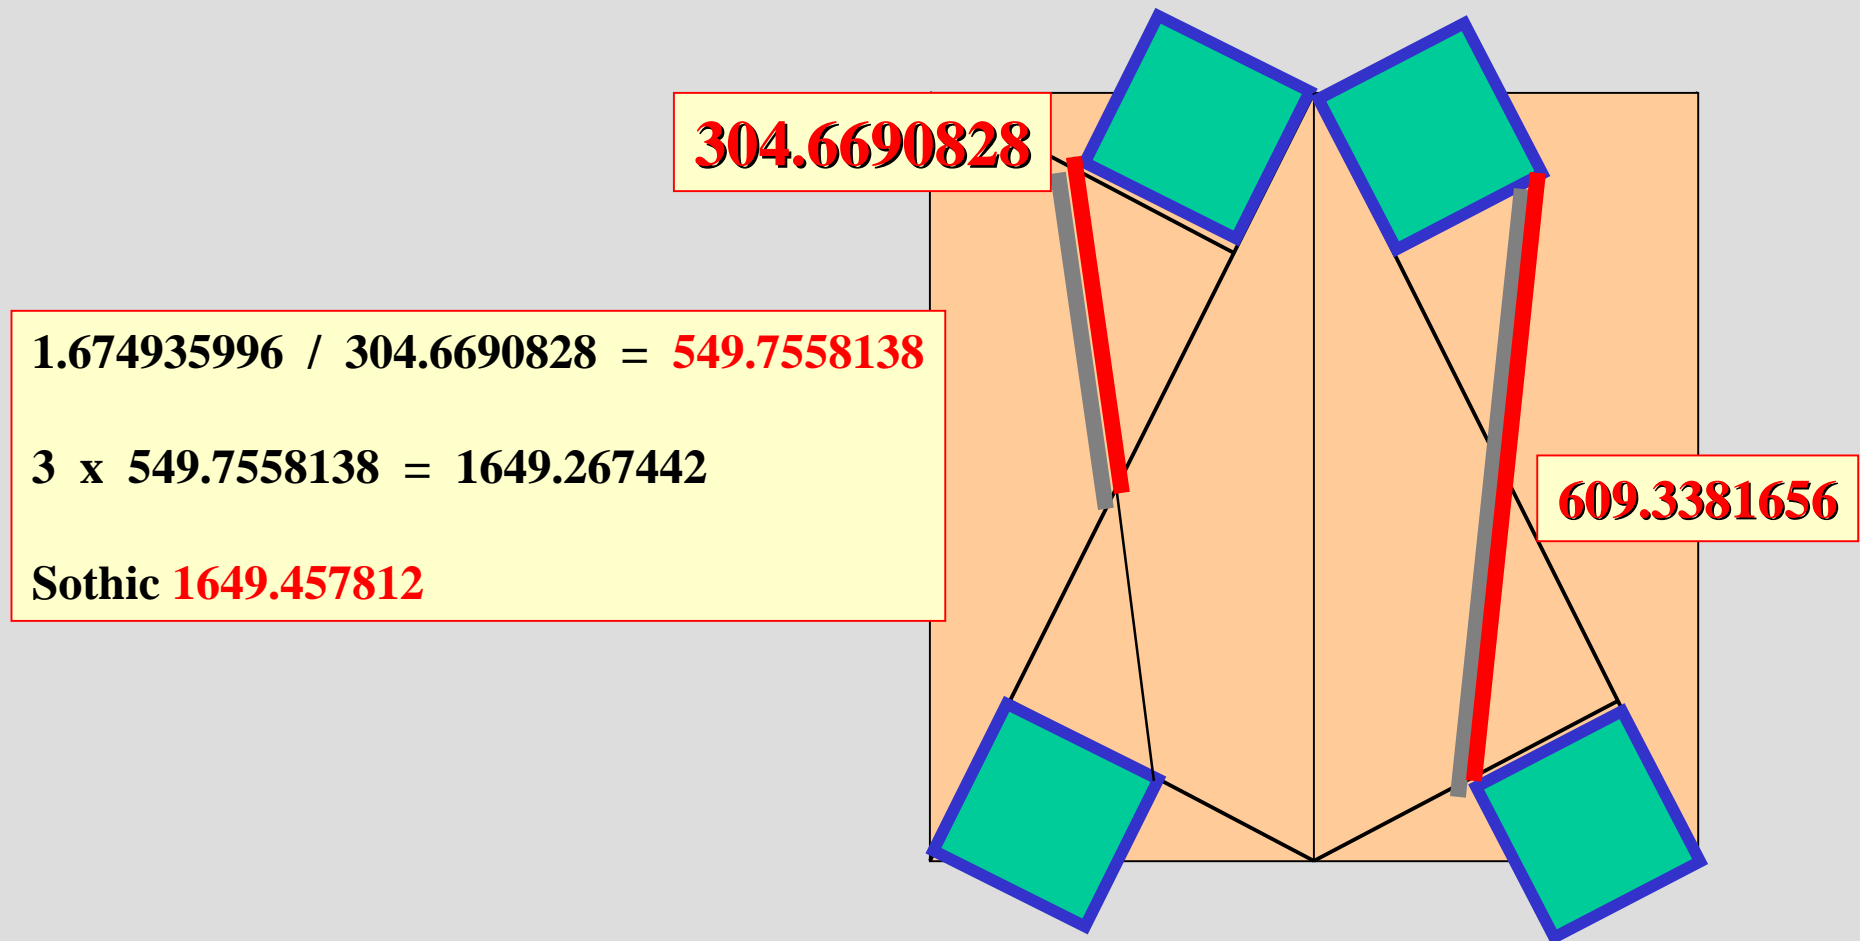 304.6690828
1.674935996 / 304.6690828 = 549.7558138
3 x 549.7558138 = 1649.267442
Sothic 1649.457812
609.3381656